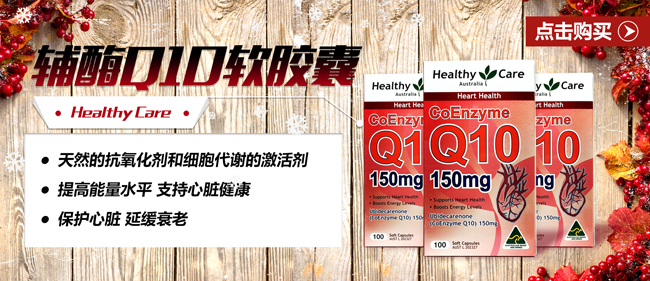 点击购买
辅酶Q10软胶囊
Healthy Care
天然的抗氧化剂和细胞代谢的激活剂
提高能量水平 支持心脏健康
保护心脏 延缓衰老
Healthy Care
Australia
Heart Health
CoEnzyme
Q10
150mg
• Supports Heart Health
• Boosts Energy Levels
Ubidecarenone
(CoEnzyme Q10) 150mg
100 Soft Capsules